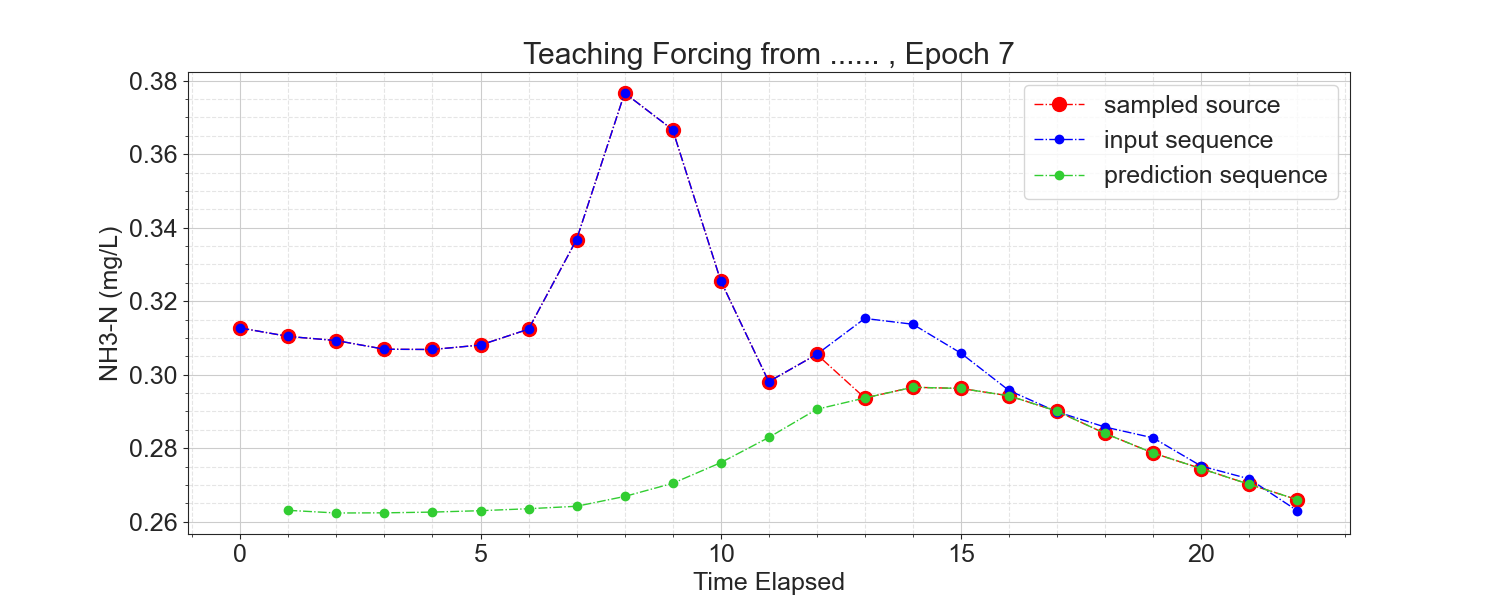 Teaching Forcing from ...... , Epoch 7
0.38
0.36
0.34
0.32
0.30
0.28
0.26
NH3-N (mg/L)
sampled source
input sequence
prediction sequence
0 5 10 15 20
Time Elapsed